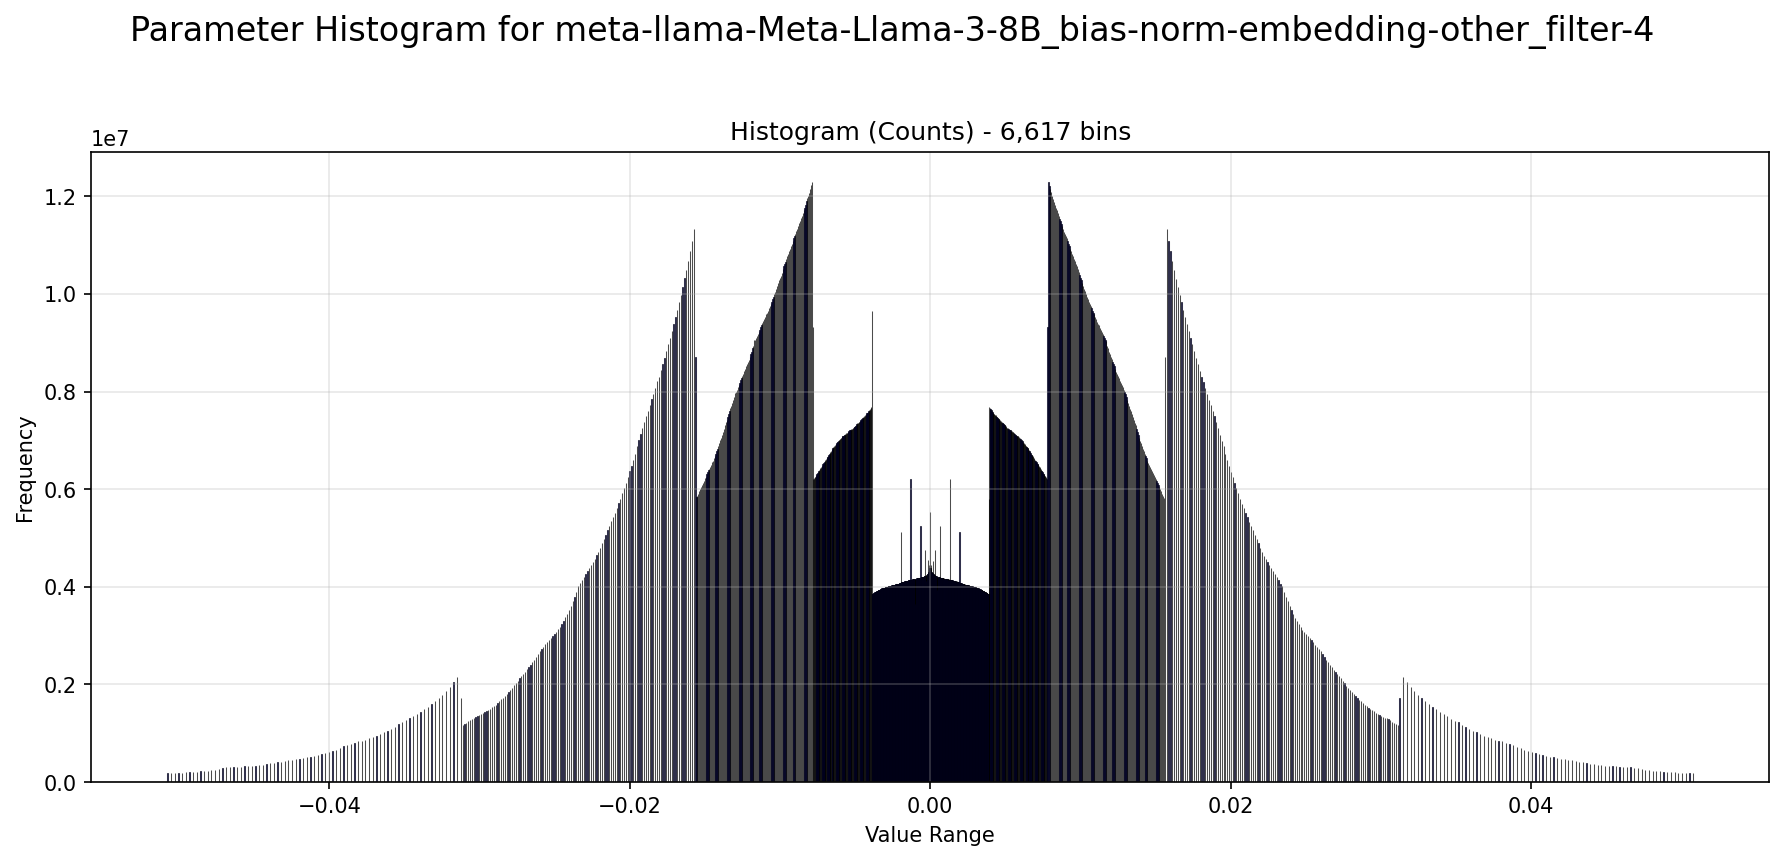 Parameter Histogram for meta-llama-Meta-Llama-3-8B_bias-norm-embedding-other_filter-4
Histogram (Counts) - 6,617 bins
1e7
1.2
1.0
0.8
0.6
0.4
0.2
0.0
Frequency
−0.04
−0.02
0.00
0.02
0.04
Value Range